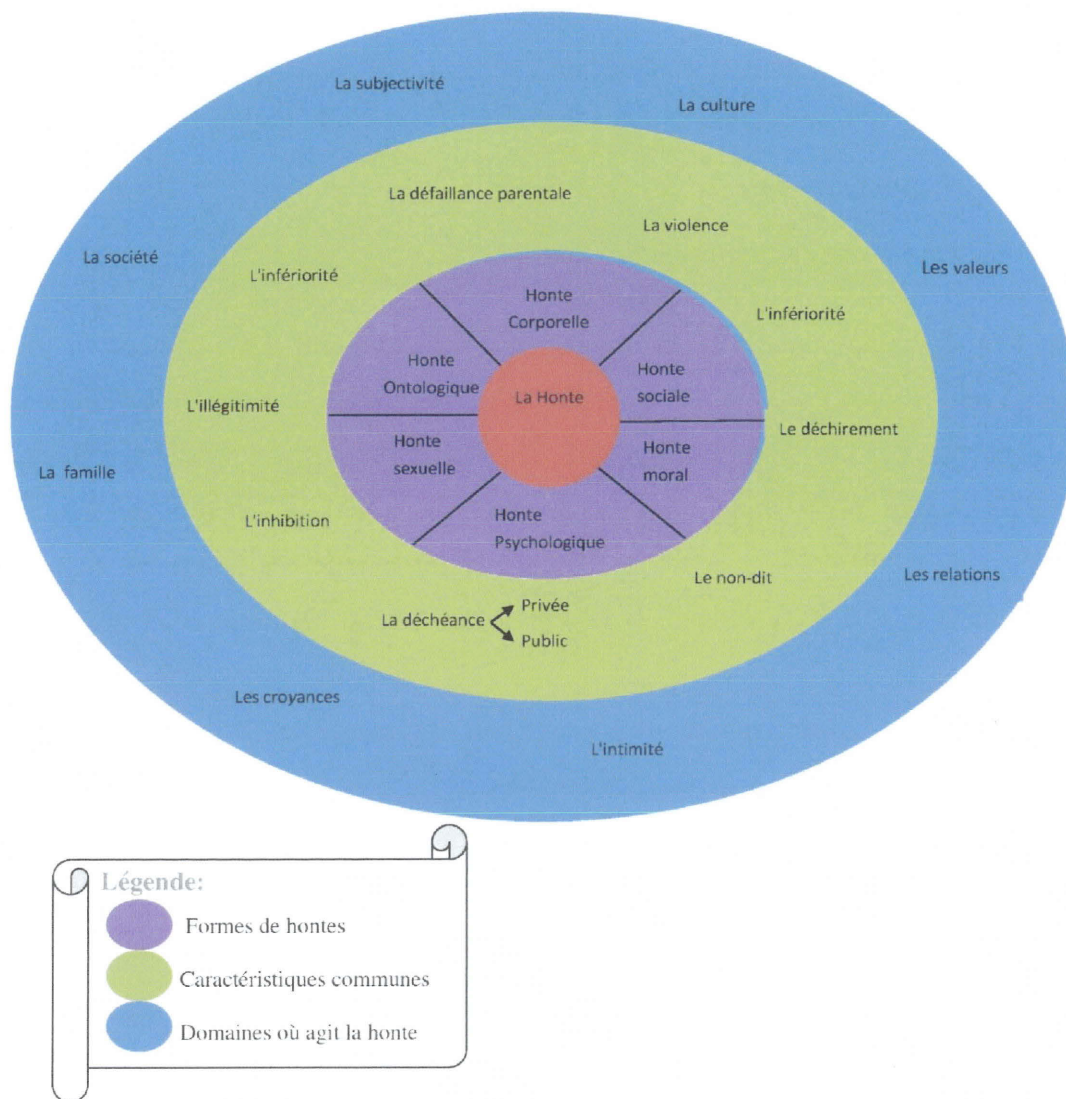 La subjectivité
La culture
La défaillance parentale
La violence
La société
L'infériorité
Les valeurs
Honte
Corporelle
L'infériorité
Honte
Ontologique
La Honte
Honte
sociale
L'illégitimité
Le déchirement
Honte
sexuelle
Honte
moral
La famille
L'inhibition
Honte
Psychologique
Le non-dit
Les relations
La déchéance
Privée
Public
Les croyances
L'intimité
Légende:
Formes de hontes
Caractéristiques communes
Domaines où agit la honte